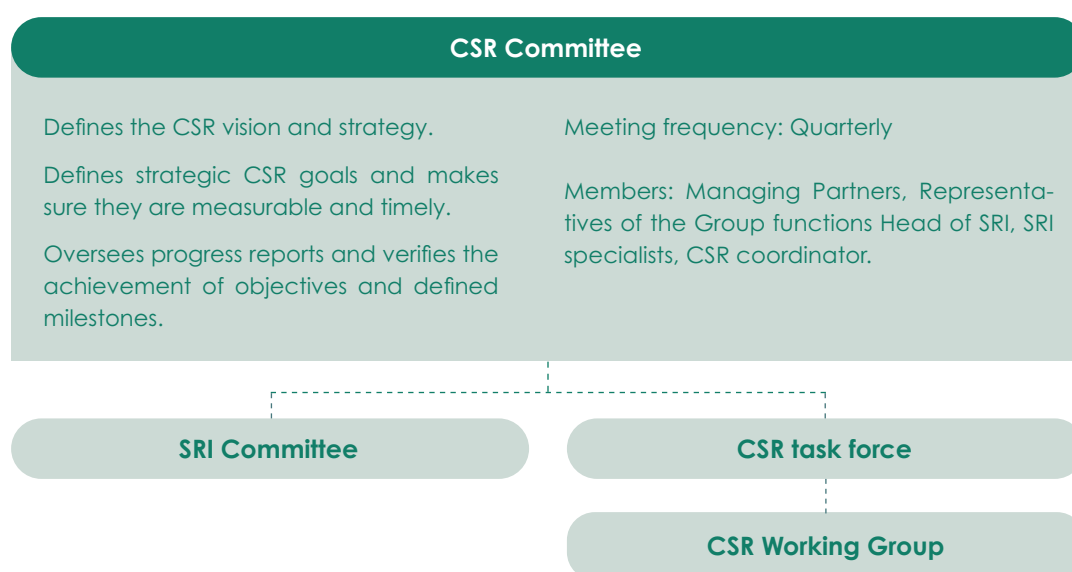 CSR Committee
Defines the CSR vision and strategy.
Defines strategic CSR goals and makes
sure they are measurable and timely.
Oversees progress reports and verifies the
achievement of objectives and defined
milestones.
Meeting frequency: Quarterly
Members: Managing Partners, Representa-
tives of the Group functions Head of SRI, SRI
specialists, CSR coordinator.
SRI Committee
CSR task force
CSR Working Group